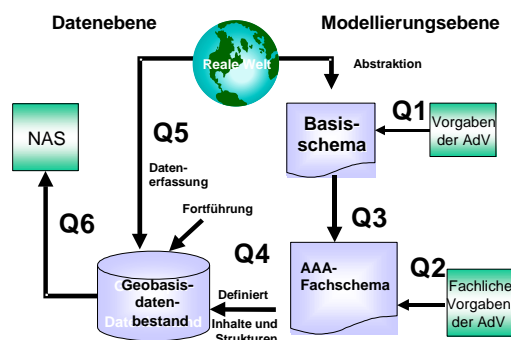 Datenebene
Modellierungsebene
Reale Welt
Abstraktion
Q1
Basis-
schema
Vorgaben
der AdV
Q5
NAS
Daten-
erfassung
Fortführung
Q3
Q6
Q4
Q2
AAA-
Fachschema
Geobasis-
daten-
bestand
Definiert
Inhalte und
Strukturen
Fachliche
Vorgaben
der AdV